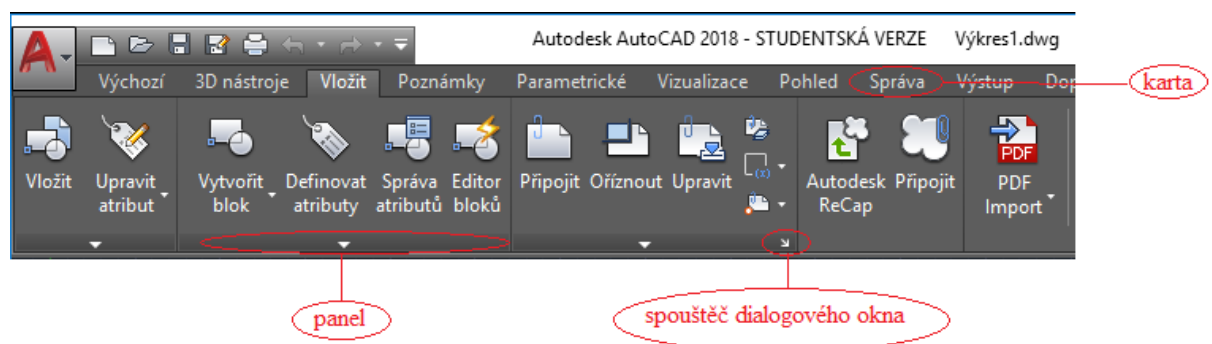 Autodesk AutoCAD 2018 - STUDENTSKÁ VERZE Výkres1.dwg
Výchozí 3D nástroje Vložit Poznámky Parametrické Vizualizace Pohled Správa Výstup Dop
karta
Vložit Upravit atribut Vytvořit blok Definovat atributy Správa atributů Editor bloků Připojit Oříznout Upravit (x) Autodesk ReCap Připojit PDF PDF Import
panel
spouštěč dialogového okna